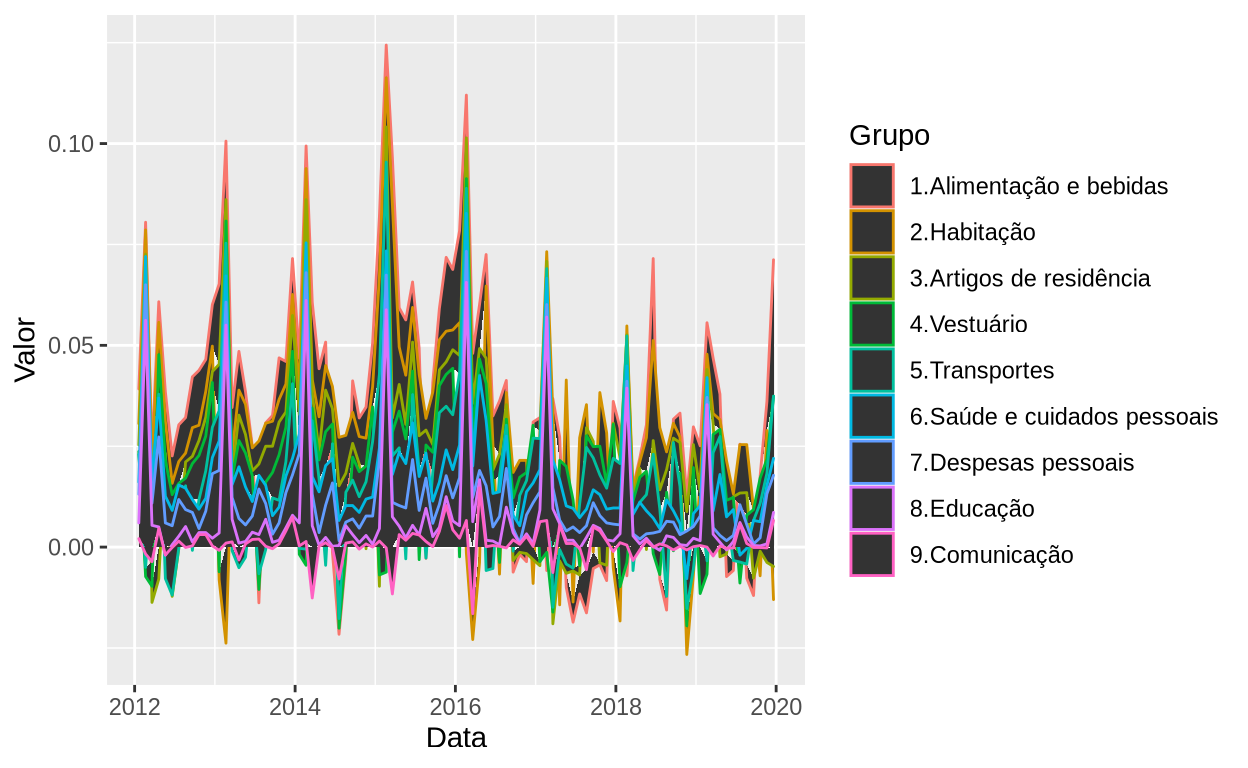 Valor
0.10
0.05
0.00
2012 2014 2016 2018 2020
Data
Grupo
1.Alimentação e bebidas
2.Habitação
3.Artigos de residência
4.Vestuário
5.Transportes
6.Saúde e cuidados pessoais
7.Despesas pessoais
8.Educação
9.Comunicação